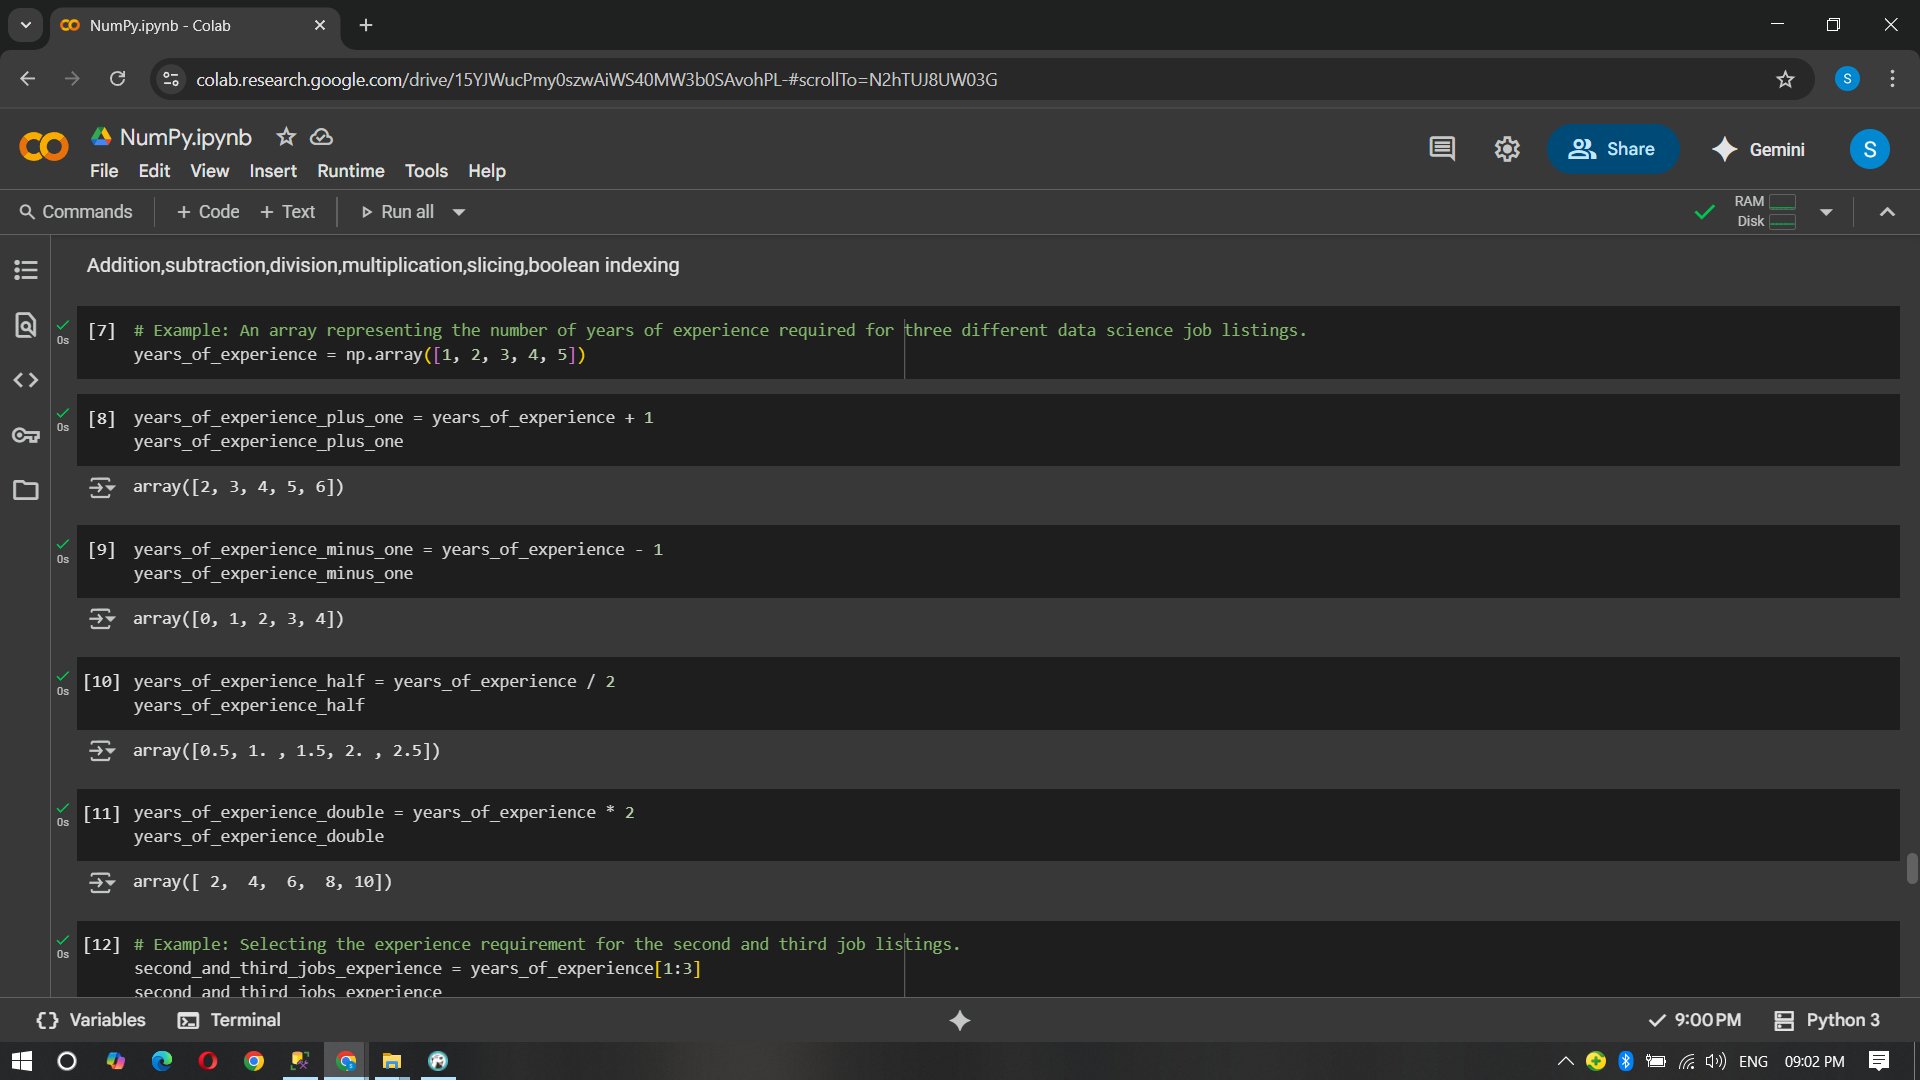 NumPy.ipynb - Colab
colab.research.google.com/drive/15YJWucPmy0szwAiWS40MW3b0SAvohPL-#scrollTo=N2hTUJ8UW03G
S
NumPy.ipynb
File Edit View Insert Runtime Tools Help
Share
Gemini
S
Commands + Code + Text Run all
RAM
Disk
Addition,subtraction,division,multiplication,slicing,boolean indexing
0s
[7] # Example: An array representing the number of years of experience required for three different data science job listings.
years_of_experience = np.array([1, 2, 3, 4, 5])
0s
[8] years_of_experience_plus_one = years_of_experience + 1
years_of_experience_plus_one
array([2, 3, 4, 5, 6])
0s
[9] years_of_experience_minus_one = years_of_experience - 1
years_of_experience_minus_one
array([0, 1, 2, 3, 4])
0s
[10] years_of_experience_half = years_of_experience / 2
years_of_experience_half
array([0.5, 1. , 1.5, 2. , 2.5])
0s
[11] years_of_experience_double = years_of_experience * 2
years_of_experience_double
array([ 2,  4,  6,  8, 10])
0s
[12] # Example: Selecting the experience requirement for the second and third job listings.
second_and_third_jobs_experience = years_of_experience[1:3]
second_and_third_jobs_experience
Variables Terminal
9:00 PM Python 3
ENG 09:02 PM